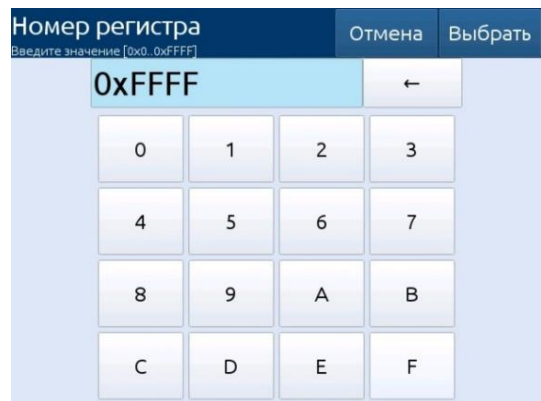 Номер регистра
Введите значение [0x0..0xFFFF]
Отмена
Выбрать
0xFFFF
←
0 1 2 3
4 5 6 7
8 9 A B
C D E F